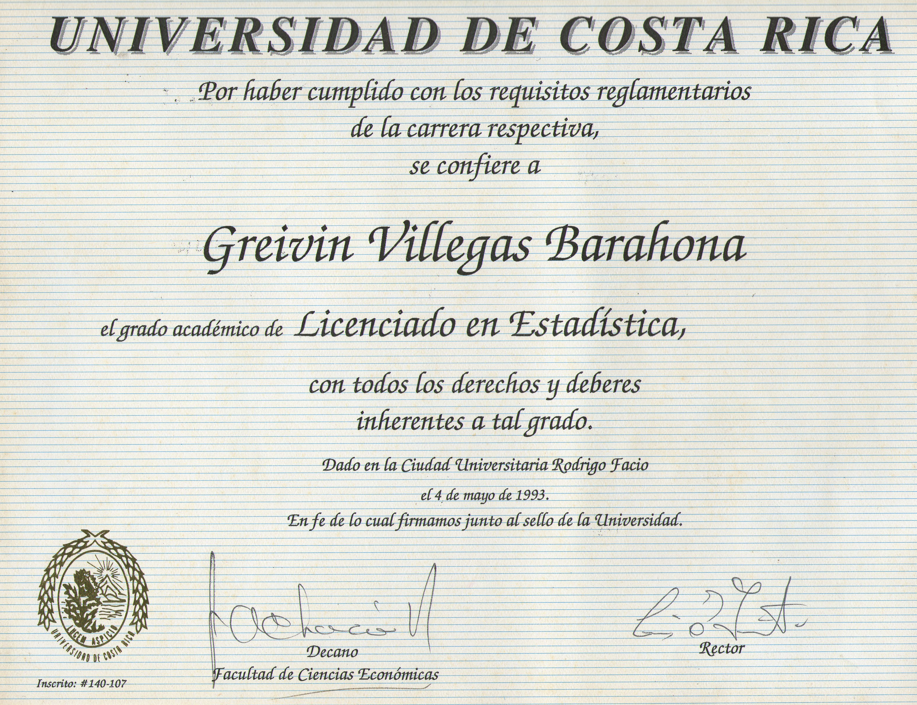 UNIVERSIDAD DE COSTA RICA
Por haber cumplido con los requisitos reglamentarios
de la carrera respectiva,
se confiere a
Greivin Villegas Barahona
el grado académico de Licenciado en Estadística,
con todos los derechos y deberes
inherentes a tal grado.
Dado en la Ciudad Universitaria Rodrigo Facio
el 4 de mayo de 1993.
En fe de lo cual firmamos junto al sello de la Universidad.
LUCEM ASPICIO
UNIVERSIDAD DE COSTA RICA
Decano
Facultad de Ciencias Económicas
Rector
Inscrito: #140-107